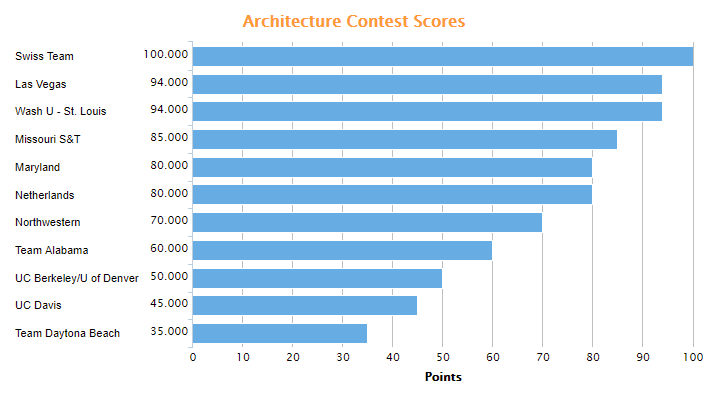 Architecture Contest Scores
Swiss Team 100.000
Las Vegas 94.000
Wash U - St. Louis 94.000
Missouri S&T 85.000
Maryland 80.000
Netherlands 80.000
Northwestern 70.000
Team Alabama 60.000
UC Berkeley/U of Denver 50.000
UC Davis 45.000
Team Daytona Beach 35.000
0 10 20 30 40 50 60 70 80 90 100
Points